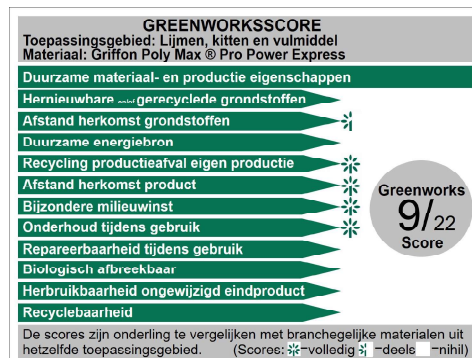 GREENWORKSSCORE
Toepassingsgebied: Lijmen, kitten en vulmiddel
Materiaal: Griffon Poly Max ® Pro Power Express
Duurzame materiaal- en productie eigenschappen
Hernieuwbare en/of gerecyclede grondstoffen
Afstand herkomst grondstoffen
Duurzame energiebron
Recycling productieafval eigen productie
Afstand herkomst product
Bijzondere milieuwinst
Onderhoud tijdens gebruik
Repareerbaarheid tijdens gebruik
Biologisch afbreekbaar
Herbruikbaarheid ongewijzigd eindproduct
Recyclebaarheid
Greenworks
9/22
Score
De scores zijn onderling te vergelijken met branchegelijke materialen uit
hetzelfde toepassingsgebied. (Scores: =volledig =deels =nihil)